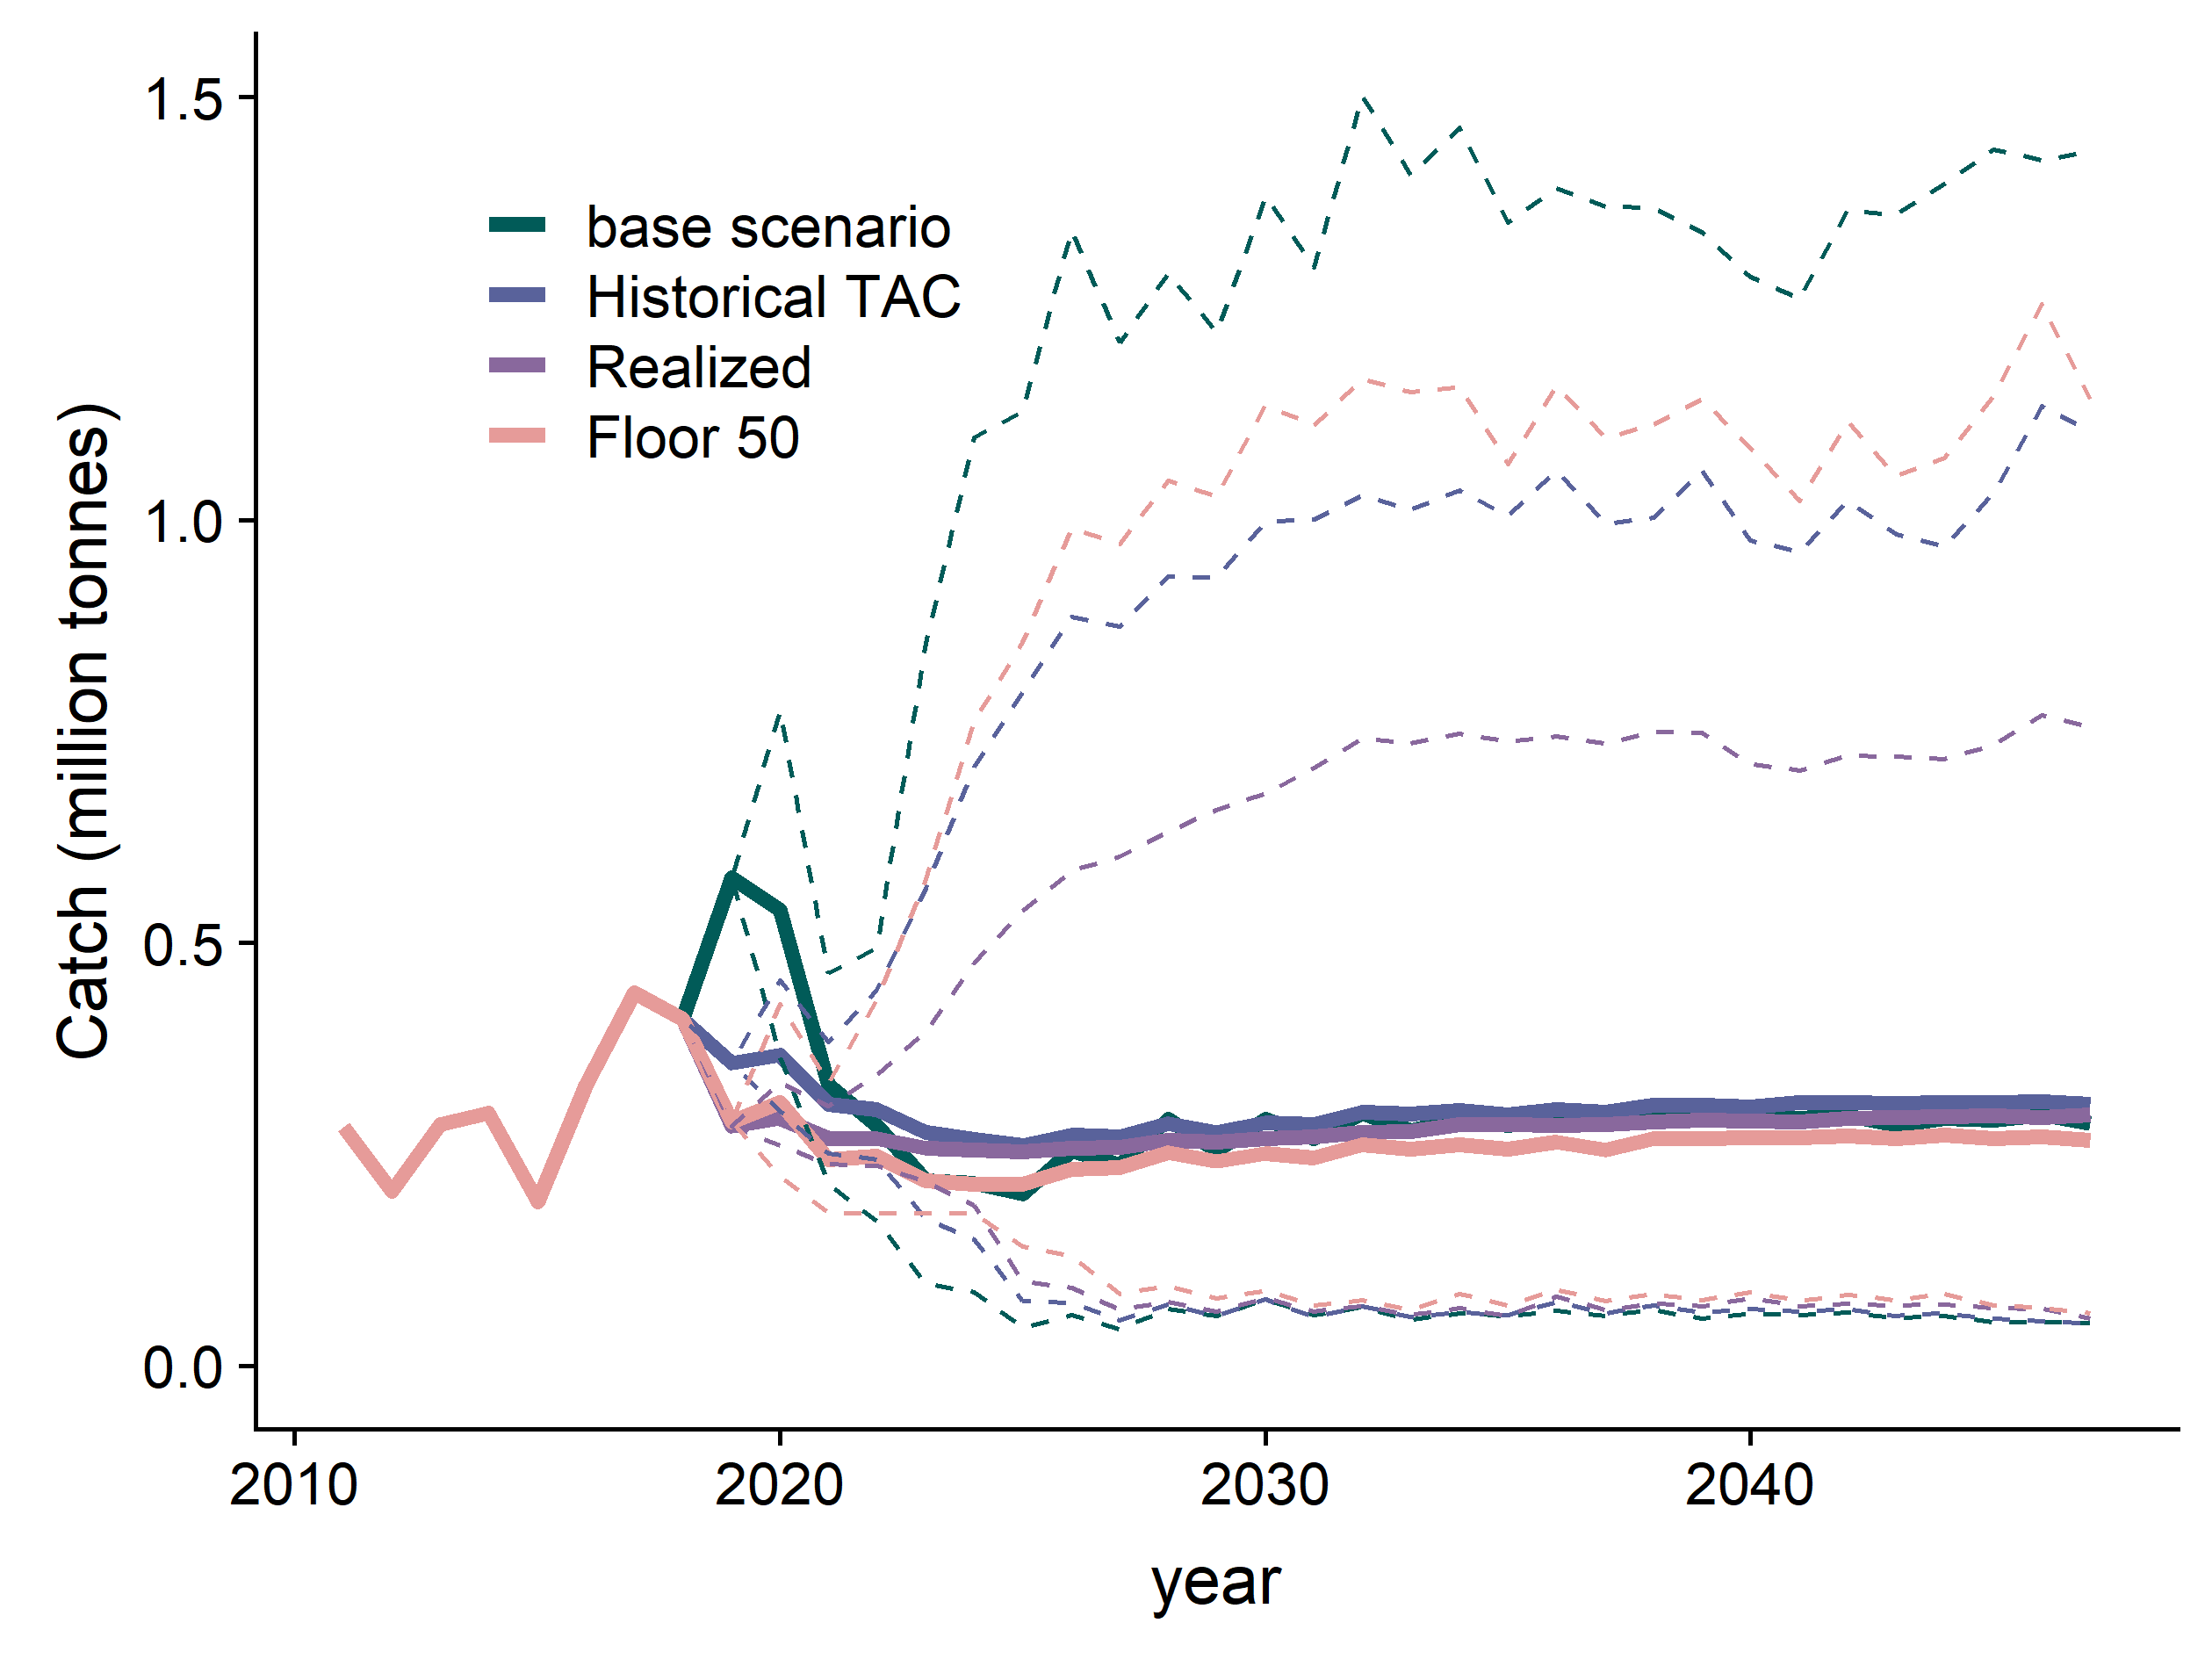 1.5
1.0
0.5
0.0
Catch (million tonnes)
base scenario
Historical TAC
Realized
Floor 50
2010
2020
2030
2040
year